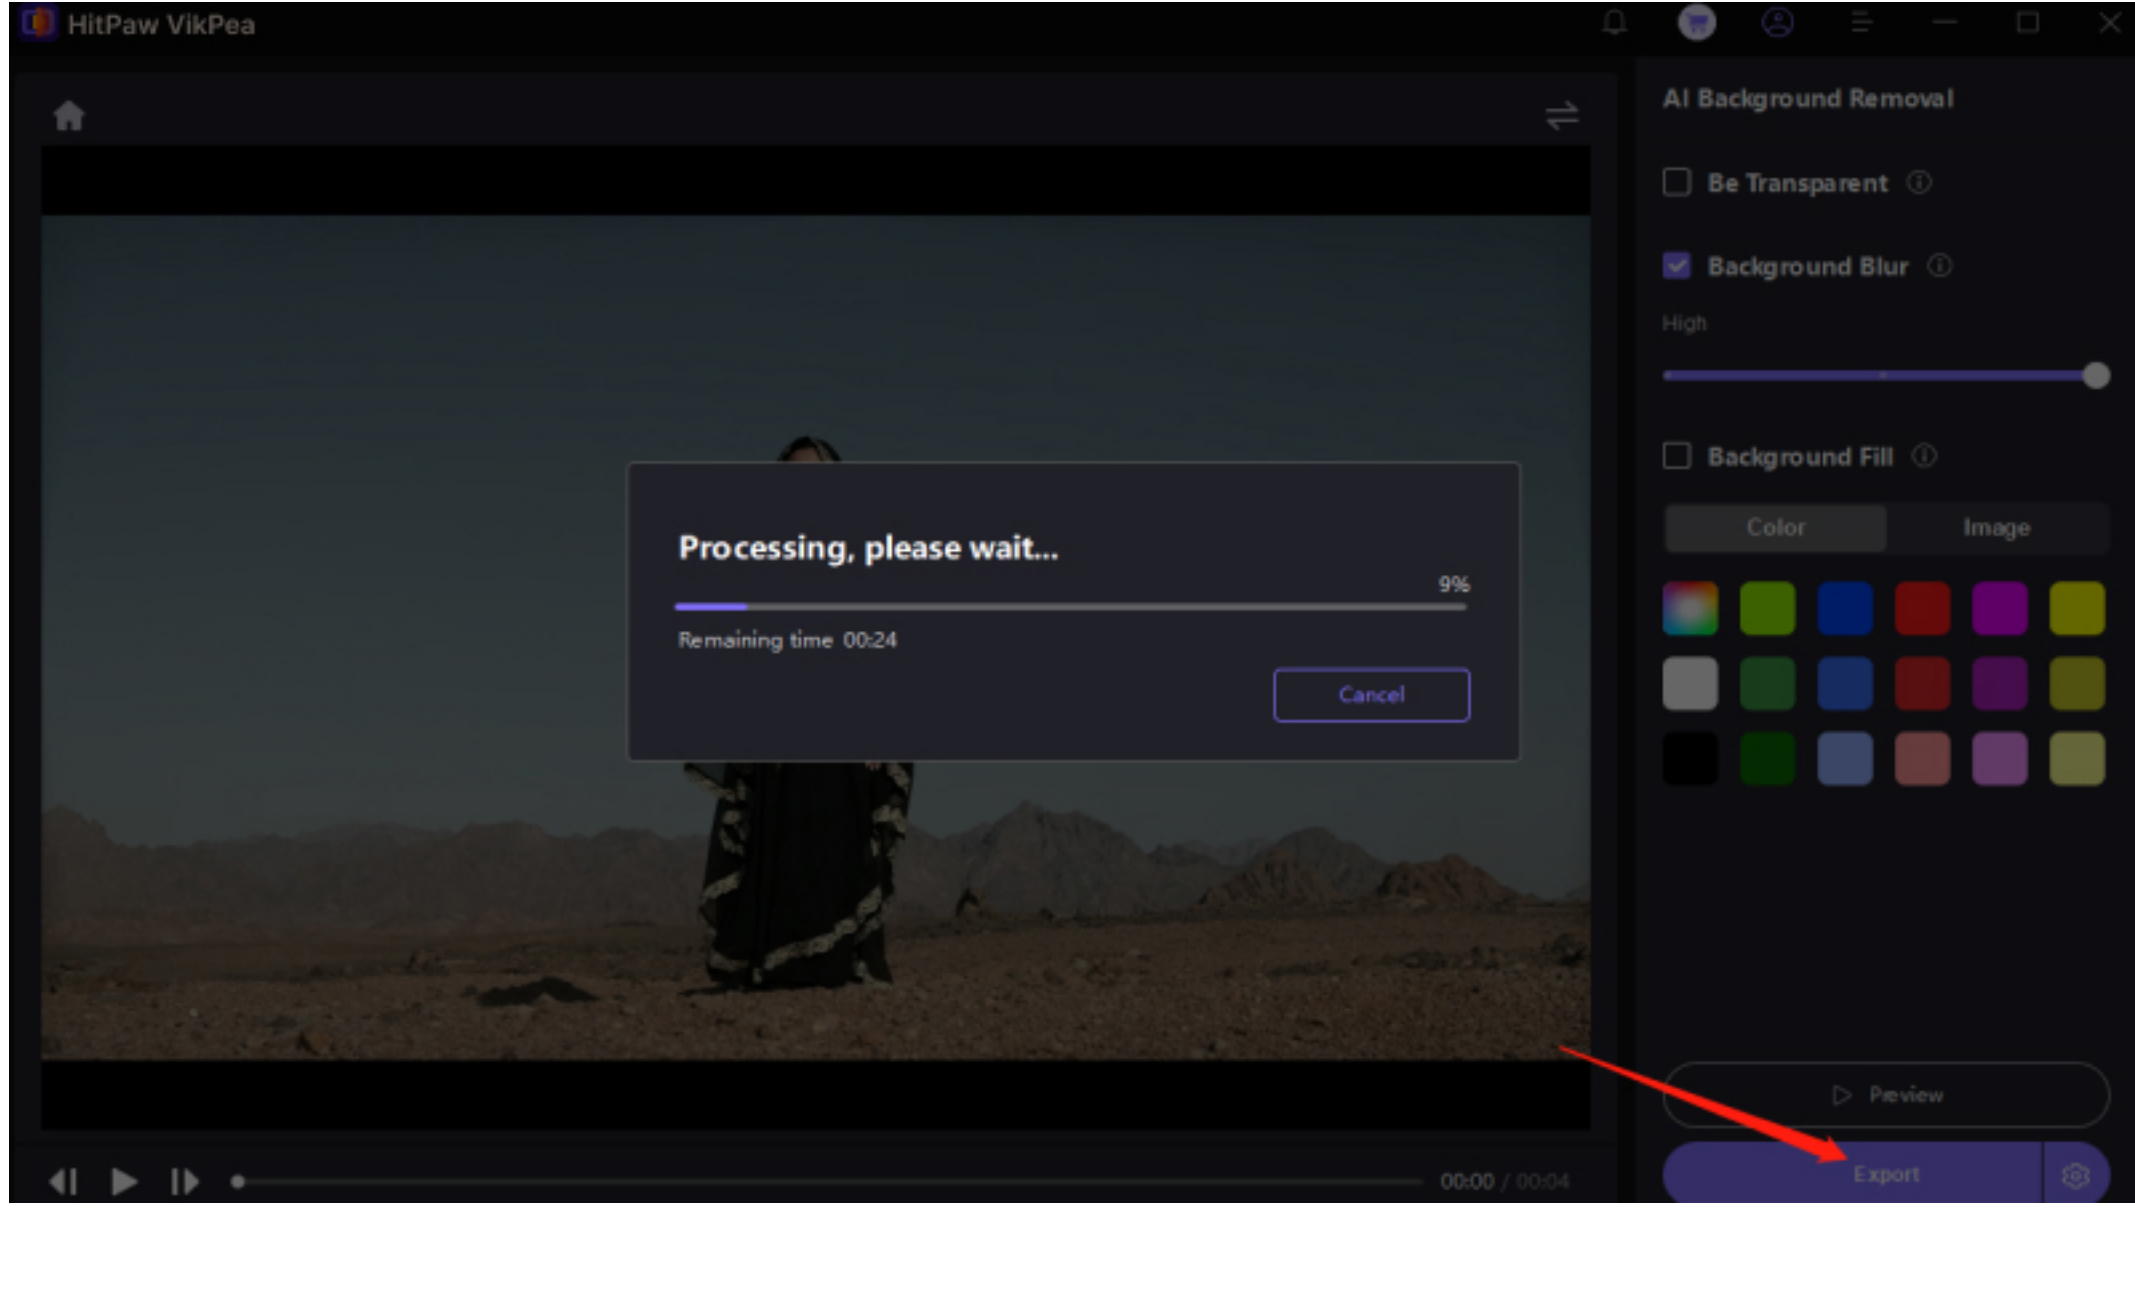 HitPaw VikPea
AI Background Removal
Be Transparent
Background Blur
High
Background Fill
Color
Image
Processing, please wait...
9%
Remaining time 00:24
Cancel
Preview
Export
00:00 / 00:04